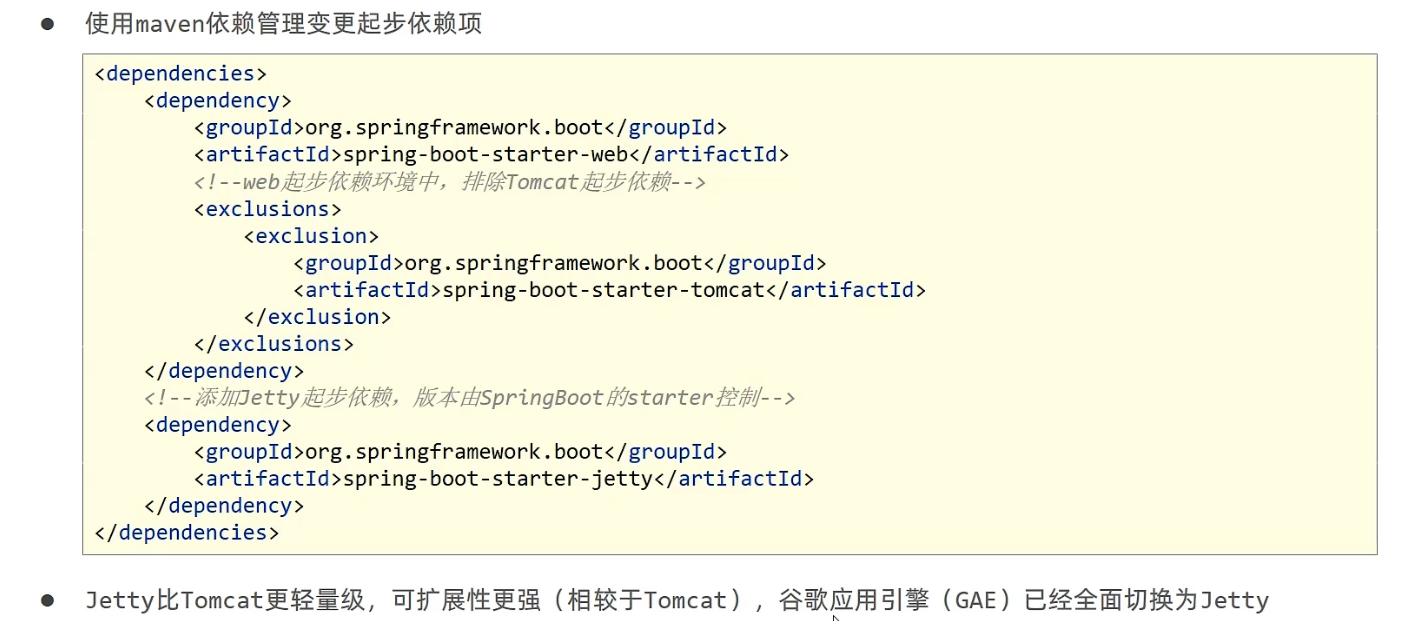 ● 使用maven依赖管理变更起步依赖项
<dependencies>
    <dependency>
        <groupId>org.springframework.boot</groupId>
        <artifactId>spring-boot-starter-web</artifactId>
        <!--web起步依赖环境中，排除Tomcat起步依赖-->
        <exclusions>
            <exclusion>
                <groupId>org.springframework.boot</groupId>
                <artifactId>spring-boot-starter-tomcat</artifactId>
            </exclusion>
        </exclusions>
    </dependency>
    <!--添加Jetty起步依赖，版本由SpringBoot的starter控制-->
    <dependency>
        <groupId>org.springframework.boot</groupId>
        <artifactId>spring-boot-starter-jetty</artifactId>
    </dependency>
</dependencies>
● Jetty比Tomcat更轻量级，可扩展性更强（相较于Tomcat），谷歌应用引擎（GAE）已经全面切换为Jetty